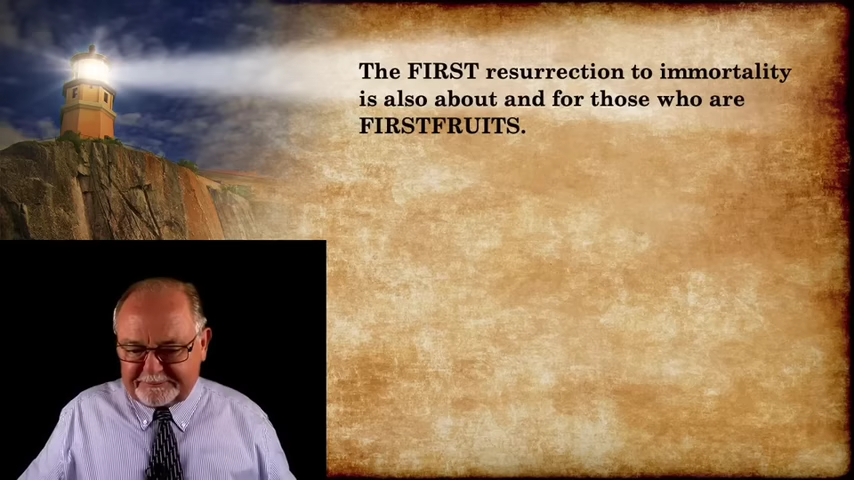 The FIRST resurrection to immortality
is also about and for those who are
FIRSTFRUITS.